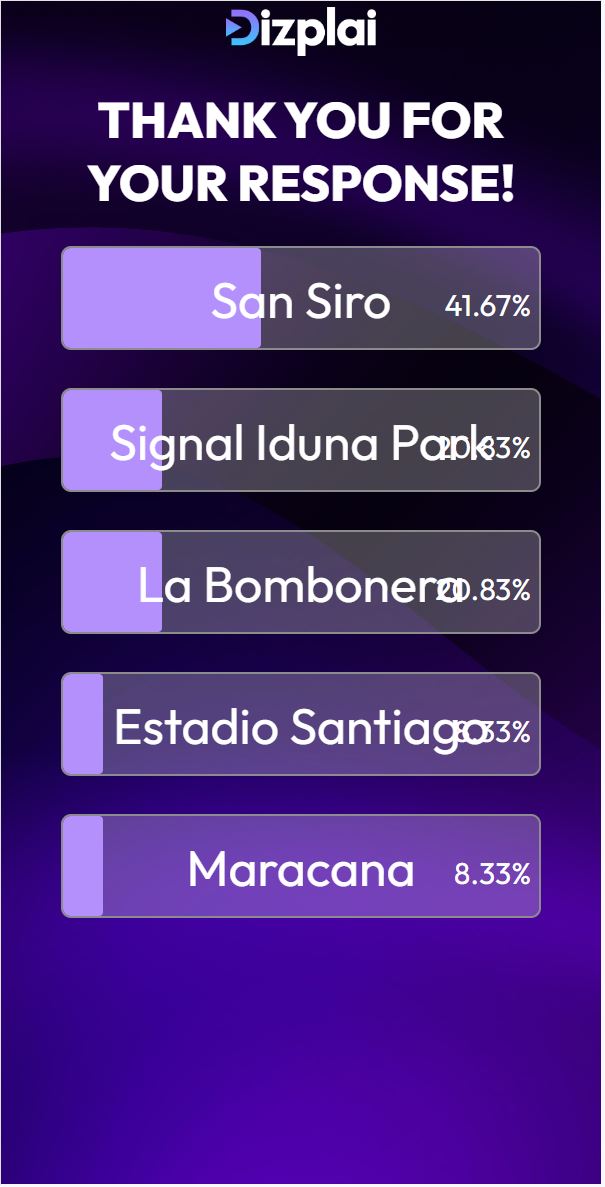 Dizplai
THANK YOU FOR
YOUR RESPONSE!
San Siro 41.67%
Signal Iduna Park 20.83%
La Bombonera 20.83%
Estadio Santiago 8.33%
Maracana 8.33%